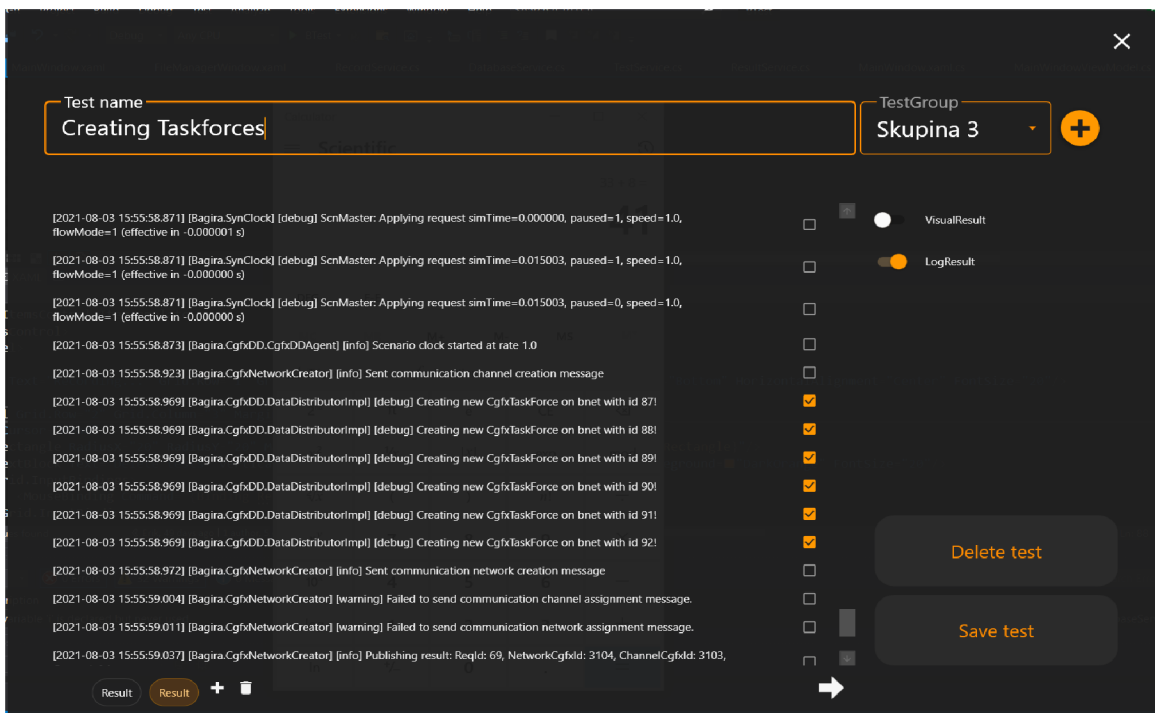 Test name
Creating Taskforces
TestGroup
Skupina 3
Scientific
41
[2021-08-03 15:55:58.871] [Bagira.SynClock] [debug] ScnMaster: Applying request simTime=0.000000, paused=1, speed=1.0,
flowMode=1 (effective in -0.000001 s)
VisualResult
[2021-08-03 15:55:58.871] [Bagira.SynClock] [debug] ScnMaster: Applying request simTime=0.015003, paused=1, speed=1.0,
flowMode=1 (effective in -0.000000 s)
LogResult
[2021-08-03 15:55:58.871] [Bagira.SynClock] [debug] ScnMaster: Applying request simTime=0.015003, paused=0, speed=1.0,
flowMode=1 (effective in -0.000000 s)
[2021-08-03 15:55:58.873] [Bagira.CgfxDD.CgfxDDAgent] [info] Scenario clock started at rate 1.0
[2021-08-03 15:55:58.923] [Bagira.CgfxNetworkCreator] [info] Sent communication channel creation message
[2021-08-03 15:55:58.969] [Bagira.CgfxDD.DataDistributorImpl] [debug] Creating new CgfxTaskForce on bnet with id 87!
[2021-08-03 15:55:58.969] [Bagira.CgfxDD.DataDistributorImpl] [debug] Creating new CgfxTaskForce on bnet with id 88!
[2021-08-03 15:55:58.969] [Bagira.CgfxDD.DataDistributorImpl] [debug] Creating new CgfxTaskForce on bnet with id 89!
[2021-08-03 15:55:58.969] [Bagira.CgfxDD.DataDistributorImpl] [debug] Creating new CgfxTaskForce on bnet with id 90!
[2021-08-03 15:55:58.969] [Bagira.CgfxDD.DataDistributorImpl] [debug] Creating new CgfxTaskForce on bnet with id 91!
[2021-08-03 15:55:58.969] [Bagira.CgfxDD.DataDistributorImpl] [debug] Creating new CgfxTaskForce on bnet with id 92!
Delete test
[2021-08-03 15:55:58.972] [Bagira.CgfxNetworkCreator] [info] Sent communication network creation message
[2021-08-03 15:55:59.004] [Bagira.CgfxNetworkCreator] [warning] Failed to send communication channel assignment message.
[2021-08-03 15:55:59.011] [Bagira.CgfxNetworkCreator] [warning] Failed to send communication network assignment message.
Save test
[2021-08-03 15:55:59.037] [Bagira.CgfxNetworkCreator] [info] Publishing result: ReqId: 69, NetworkCgfxId: 3104, ChannelCgfxId: 3103,
Result
Result